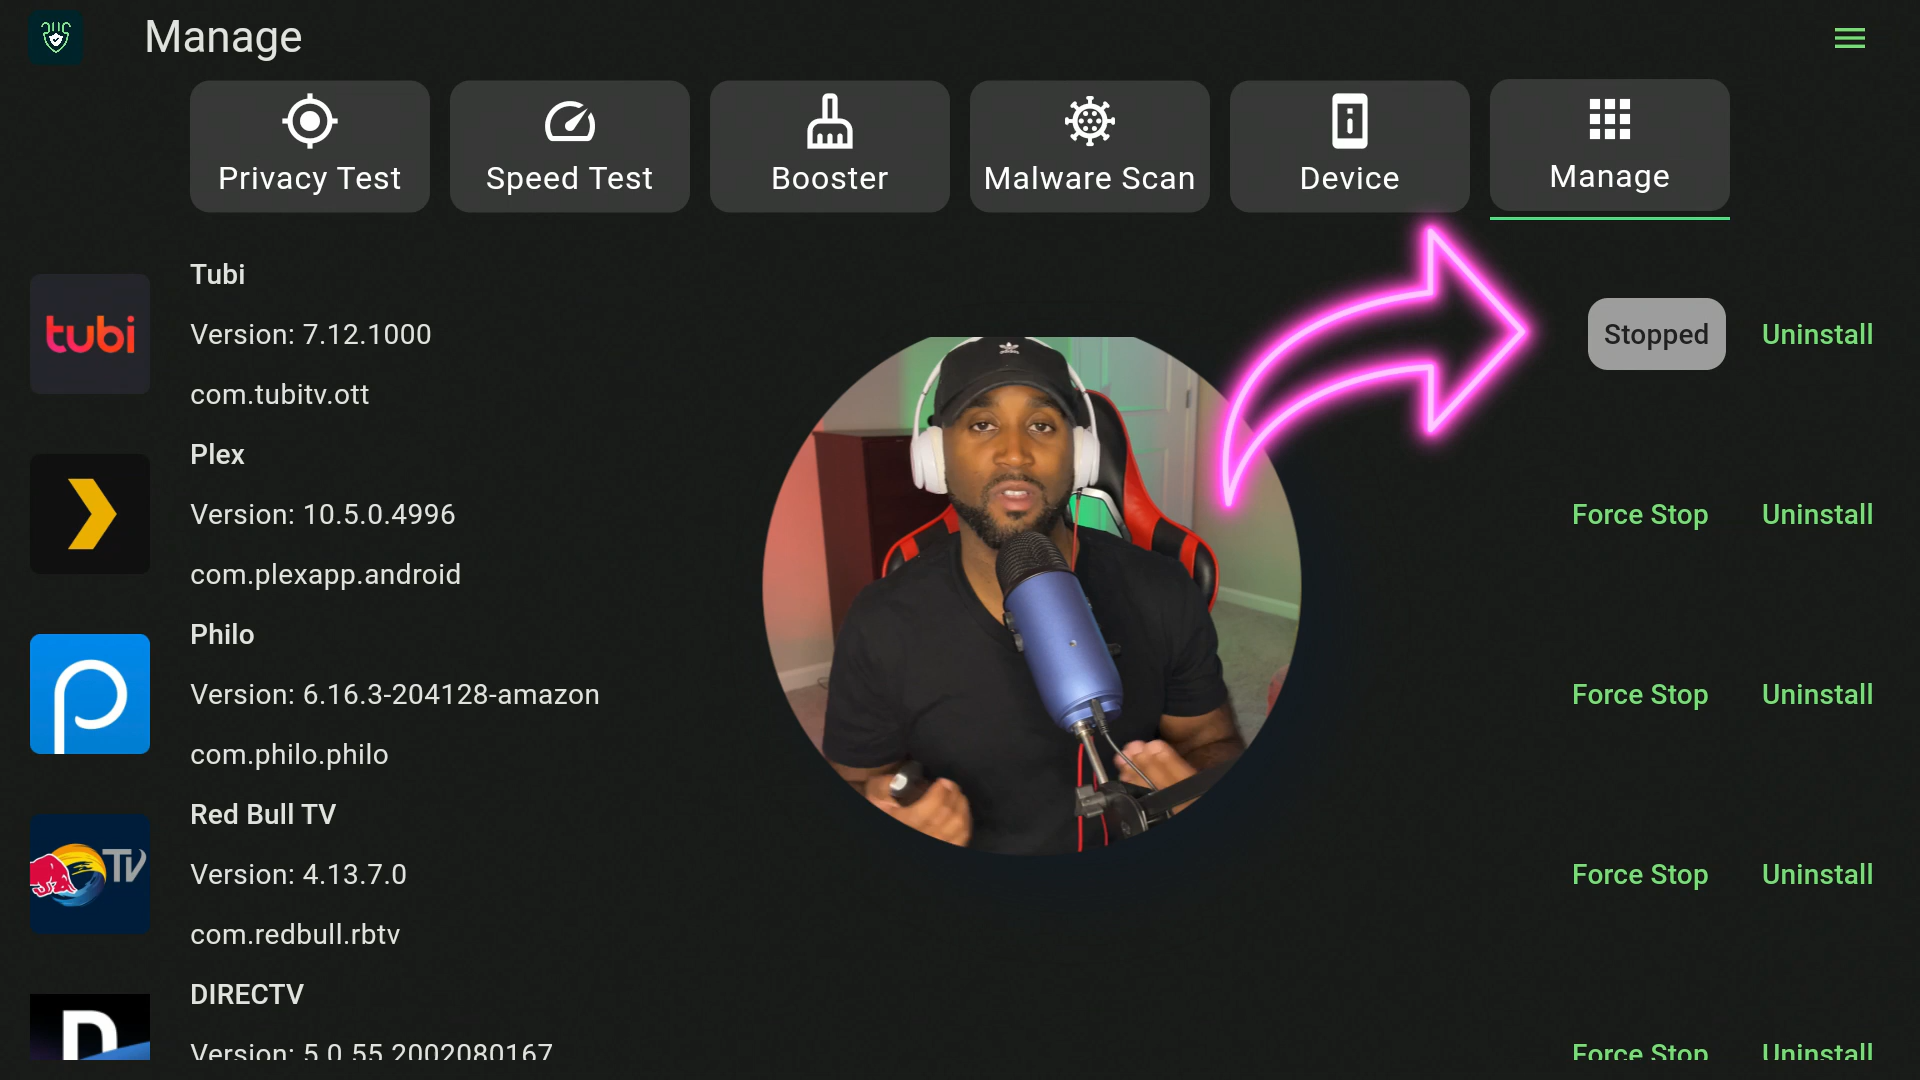 Manage
Privacy Test
Speed Test
Booster
Malware Scan
Device
Manage
tubi
Tubi
Version: 7.12.1000
com.tubitv.ott
Stopped
Uninstall
Plex
Version: 10.5.0.4996
com.plexapp.android
Force Stop
Uninstall
Philo
Version: 6.16.3-204128-amazon
com.philo.philo
Force Stop
Uninstall
TV
Red Bull TV
Version: 4.13.7.0
com.redbull.rbtv
Force Stop
Uninstall
DIRECTV
Version: 5.0.55.2002080167
Force Stop
Uninstall